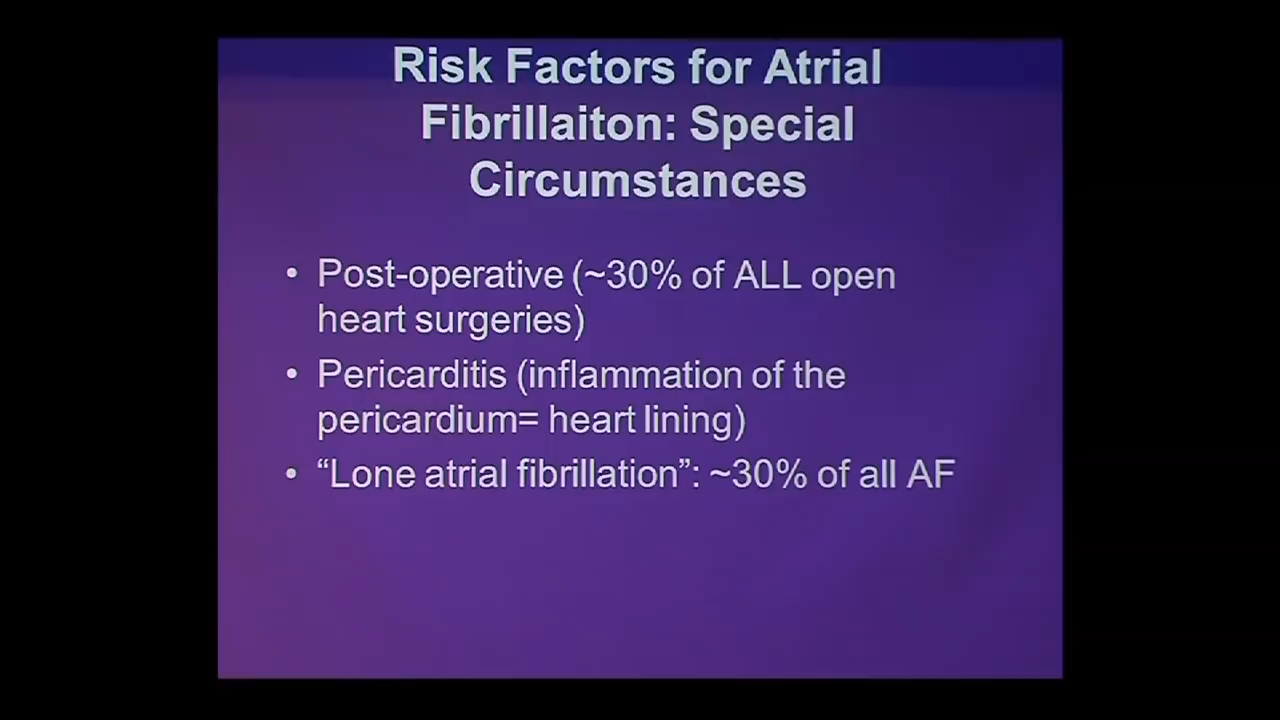 Risk Factors for Atrial
Fibrillaiton: Special
Circumstances
• Post-operative (~30% of ALL open
heart surgeries)
• Pericarditis (inflammation of the
pericardium= heart lining)
• “Lone atrial fibrillation”: ~30% of all AF